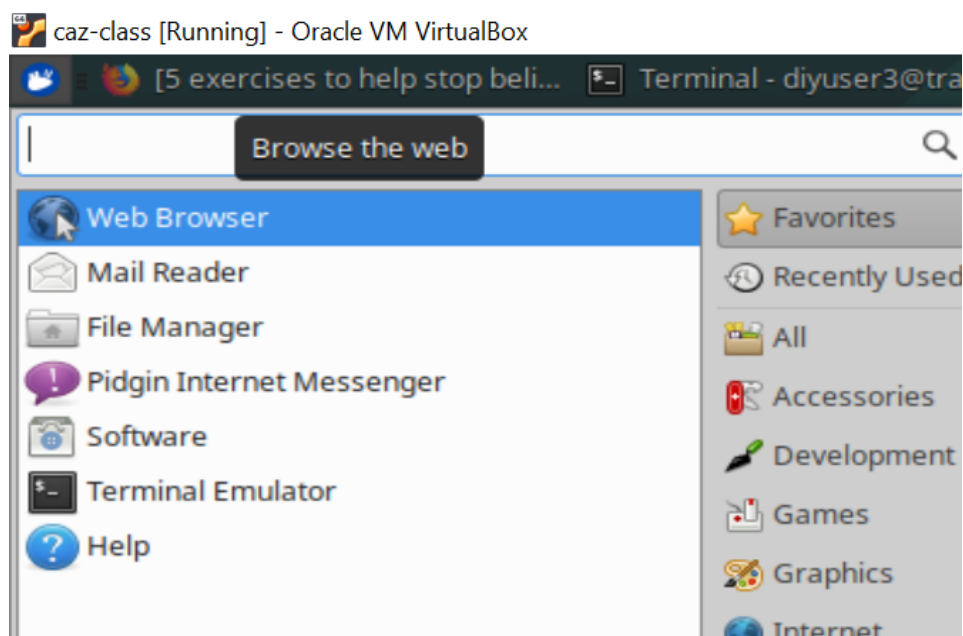 caz-class [Running] - Oracle VM VirtualBox
[5 exercises to help stop beli... Terminal - diyuser3@tra
Browse the web
Web Browser
Mail Reader
File Manager
Pidgin Internet Messenger
Software
Terminal Emulator
Help
Favorites
Recently Used
All
Accessories
Development
Games
Graphics
Internet